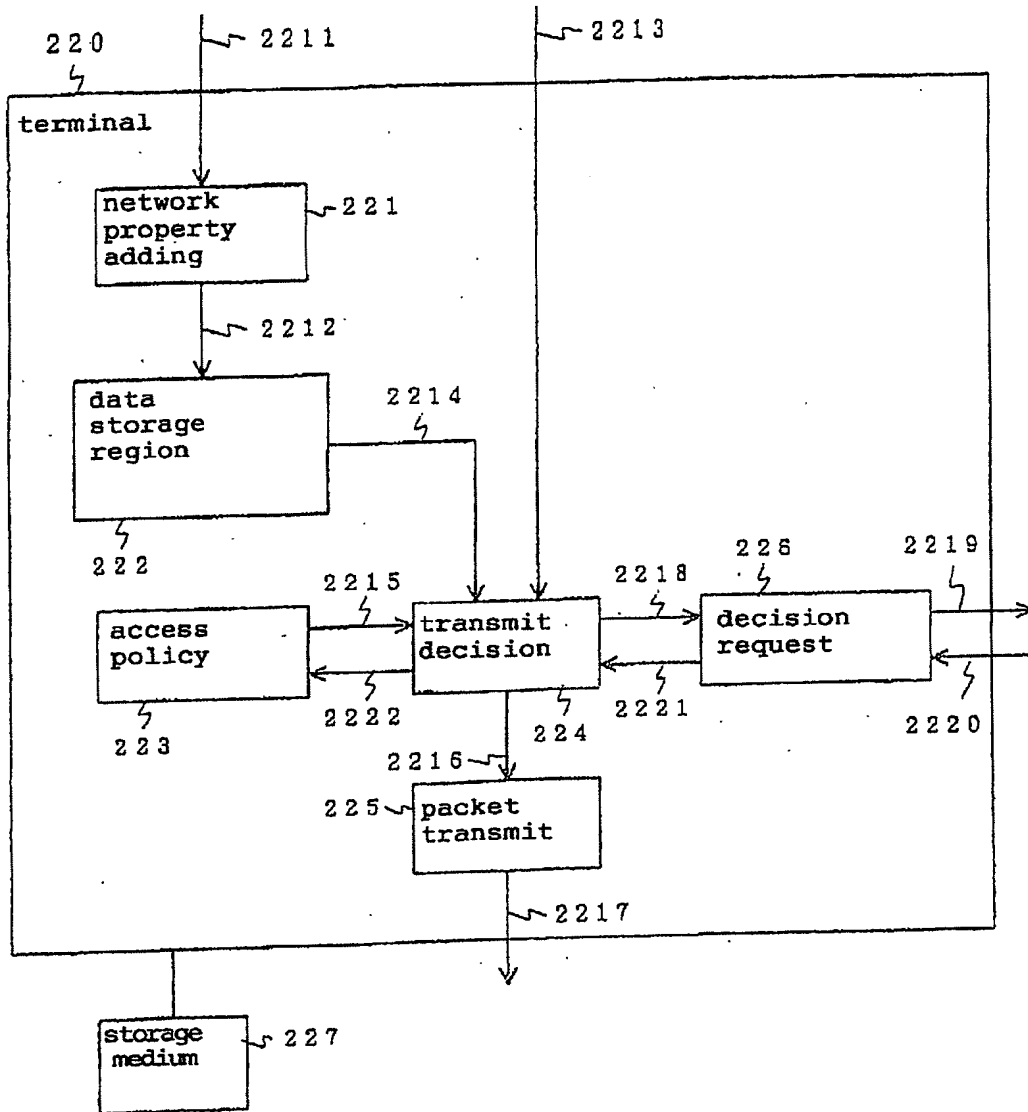 220
2211
2213
terminal
network
property
adding
221
2212
data
storage
region
2214
222
2215
2218
226
2219
access
policy
transmit
decision
decision
request
223
2222
224
2221
2220
2216
225
packet
transmit
2217
storage
medium
227